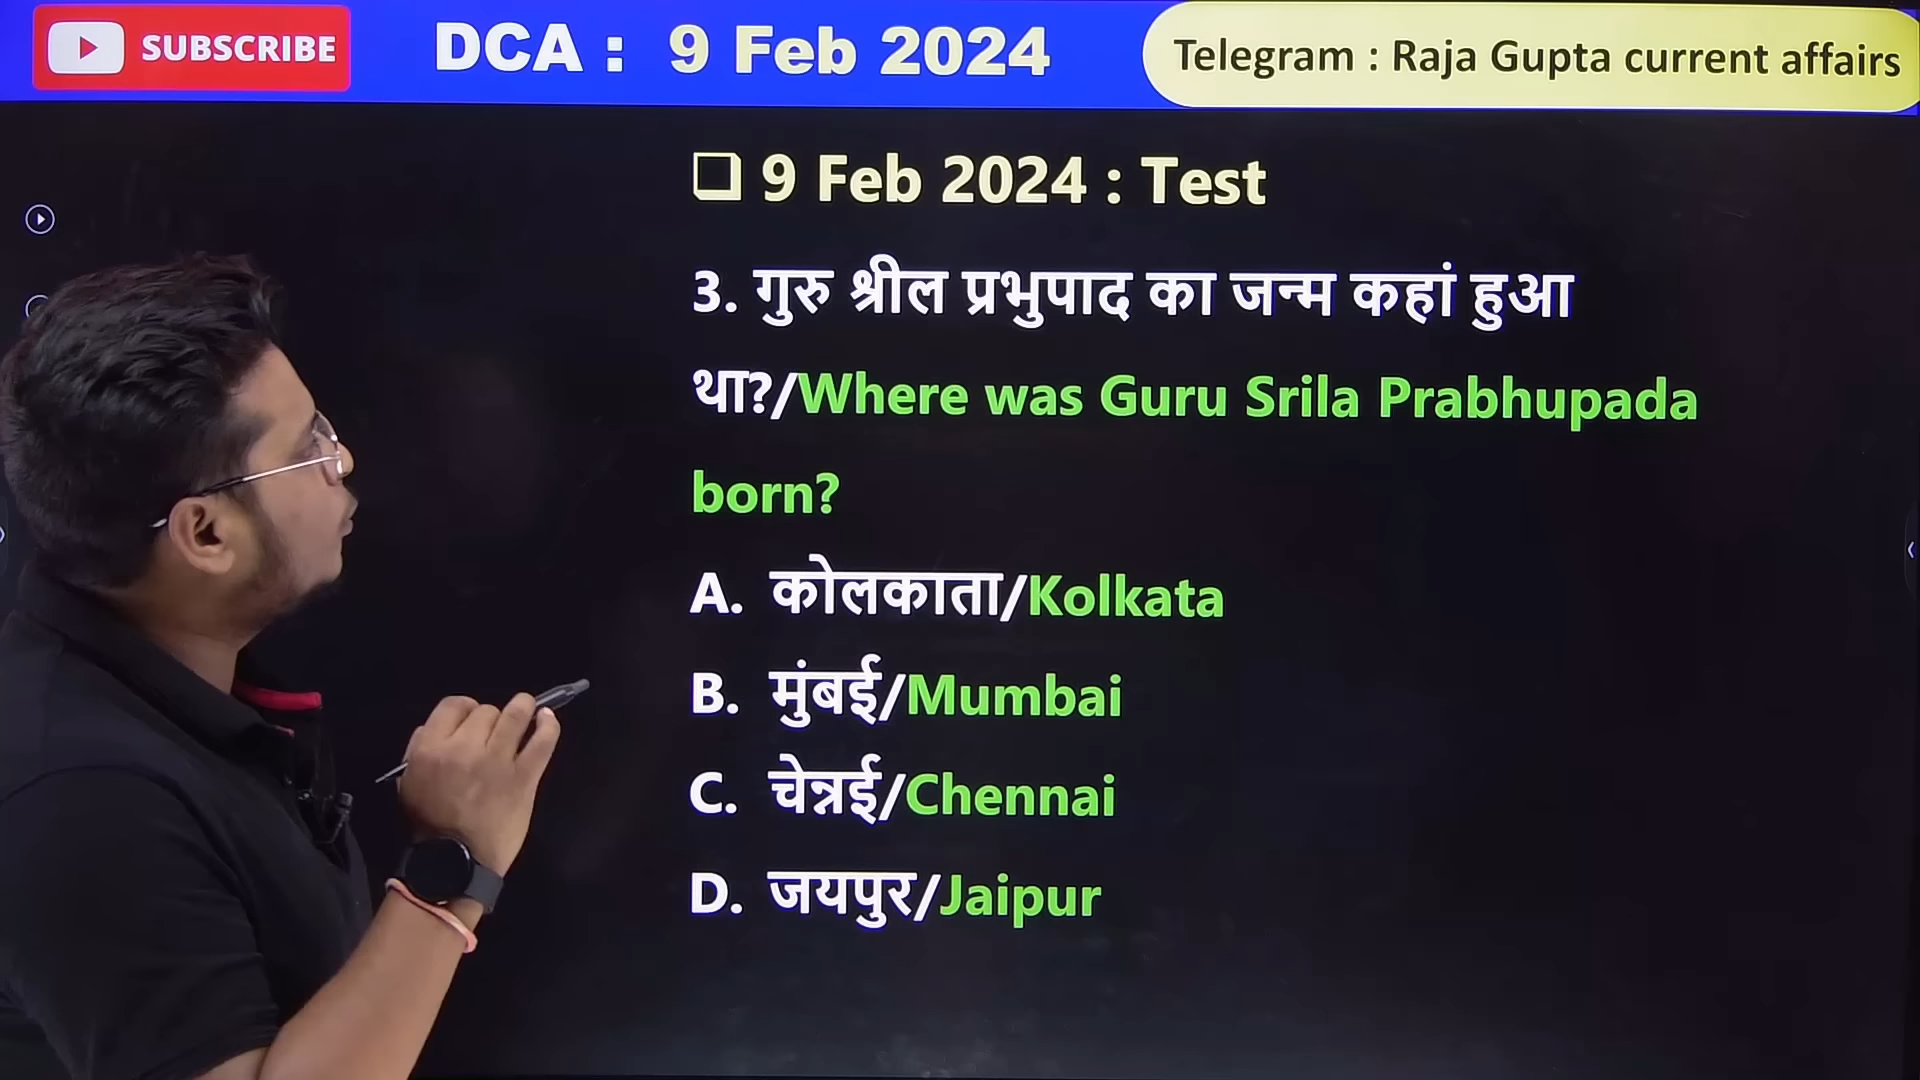 SUBSCRIBE
DCA : 9 Feb 2024
Telegram : Raja Gupta current affairs
❑ 9 Feb 2024 : Test
3. गुरु श्रील प्रभुपाद का जन्म कहां हुआ
था?/Where was Guru Srila Prabhupada
born?
A. कोलकाता/Kolkata
B. मुंबई/Mumbai
C. चेन्नई/Chennai
D. जयपुर/Jaipur